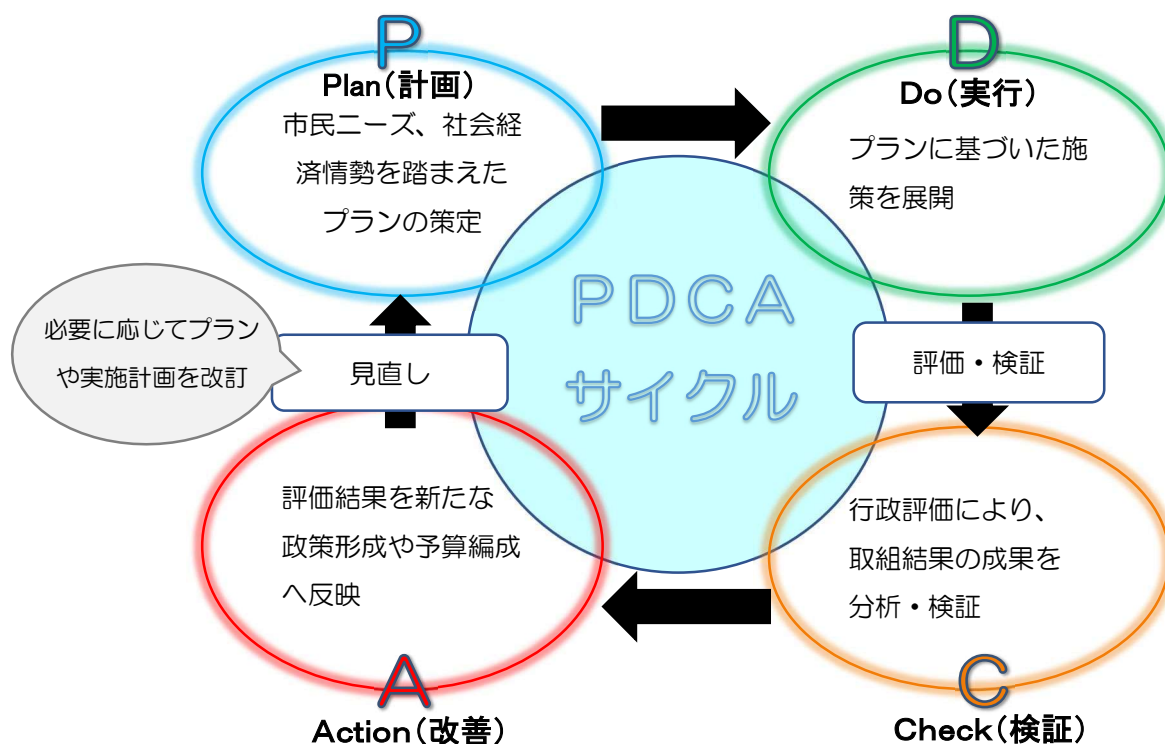 P
Plan(計画)
市民ニーズ、社会経
済情勢を踏まえた
プランの策定
D
Do(実行)
プランに基づいた施
策を展開
PDCA
サイクル
必要に応じてプラン
や実施計画を改訂
見直し
評価・検証
評価結果を新たな
政策形成や予算編成
へ反映
A
Action(改善)
行政評価により、
取組結果の成果を
分析・検証
C
Check(検証)